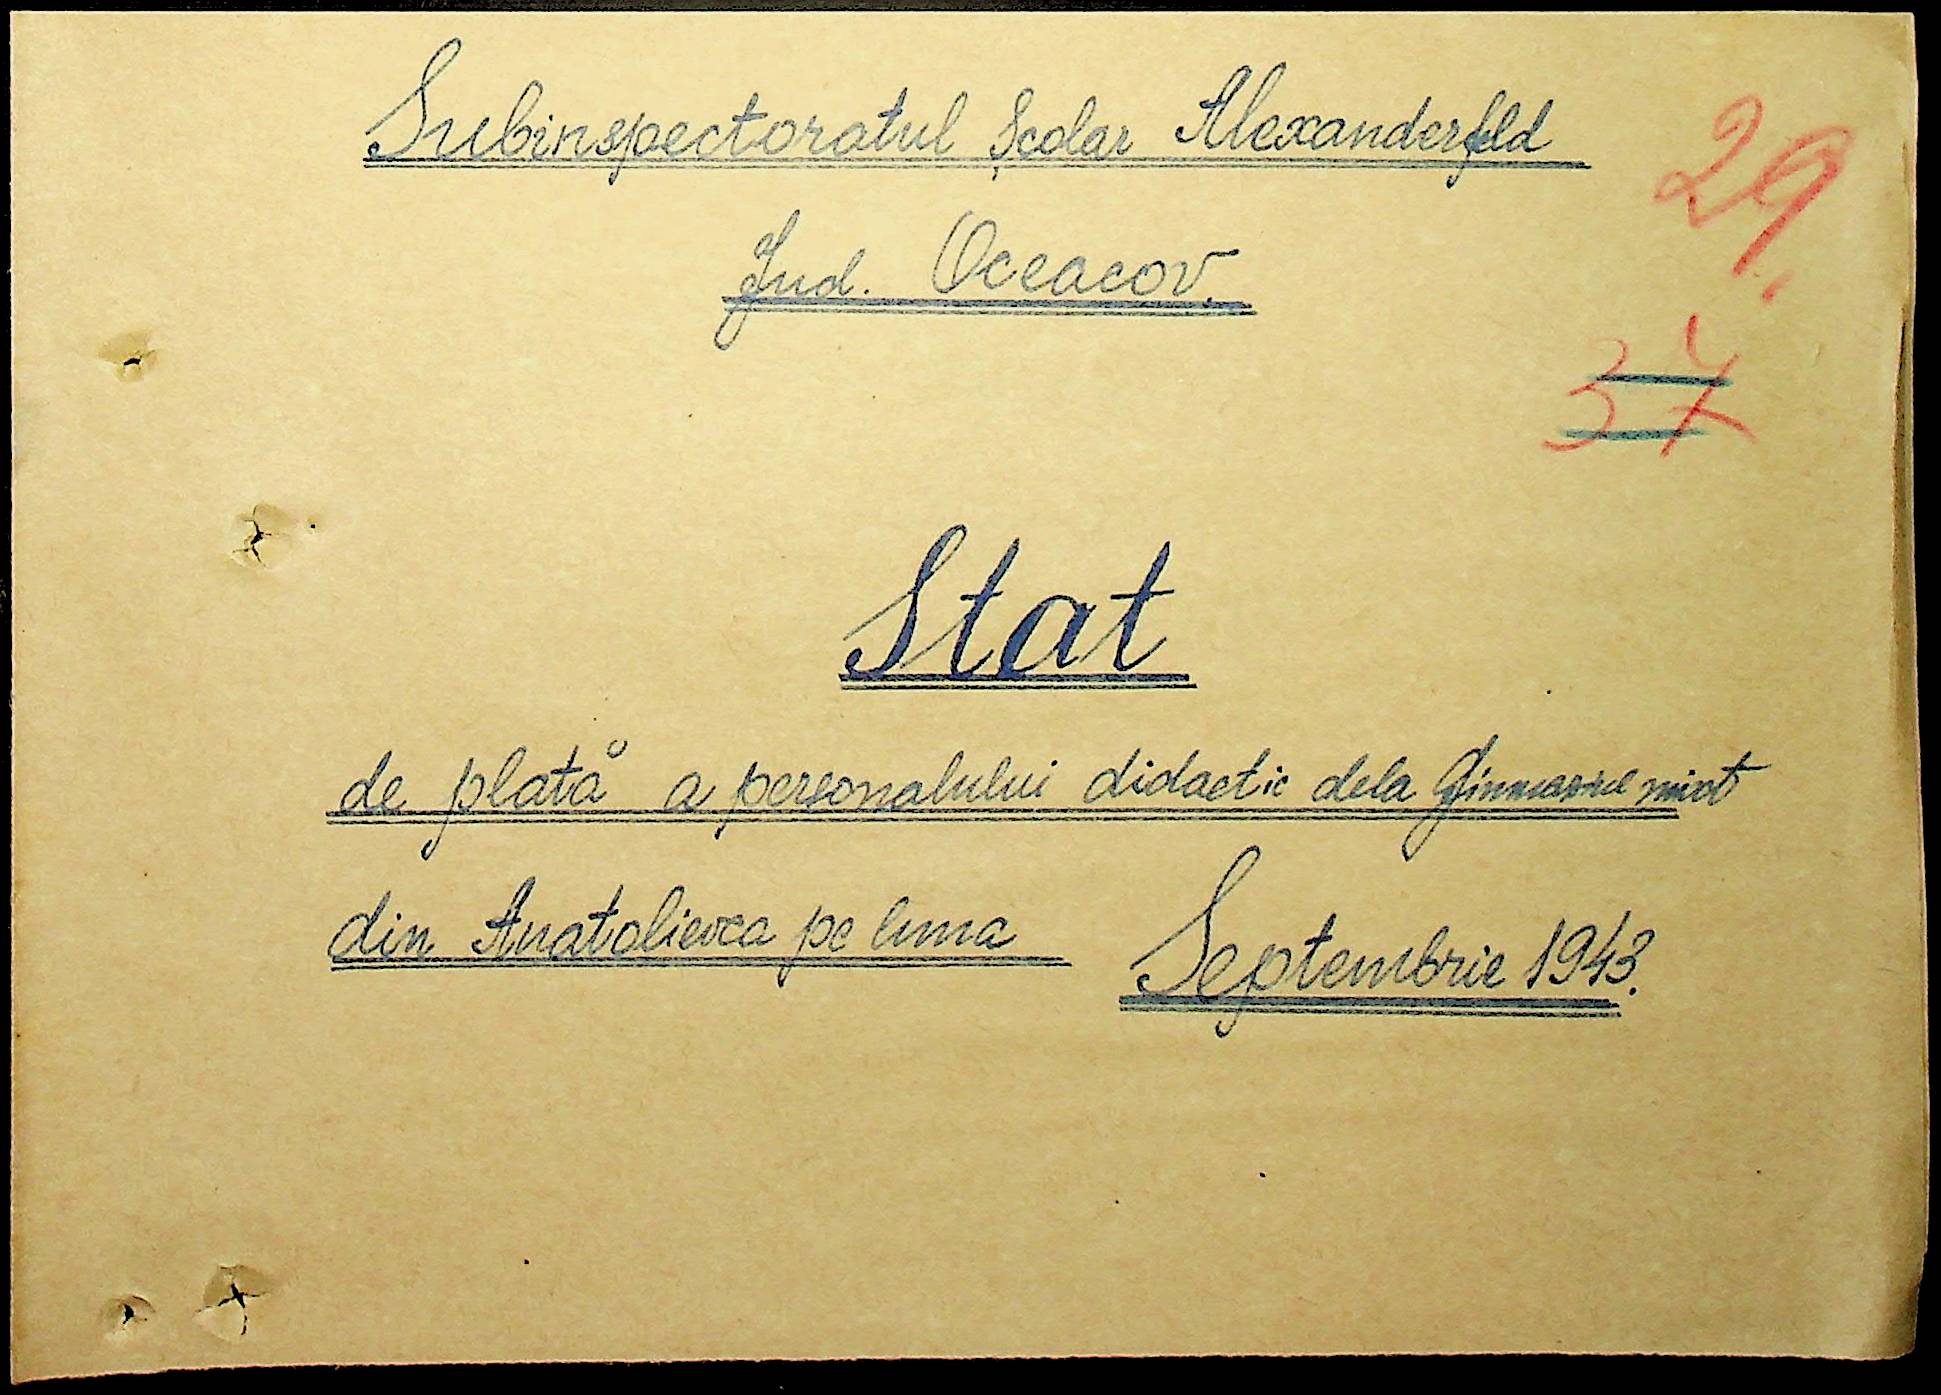 Subinspectoratul Școlar Alexanderfeld
29.
Jud. Oceacov.
37
Stat
de plată a personalului didactic dela Gimnaziul mixt
din Anatolievca pe luna Septembrie 1943.